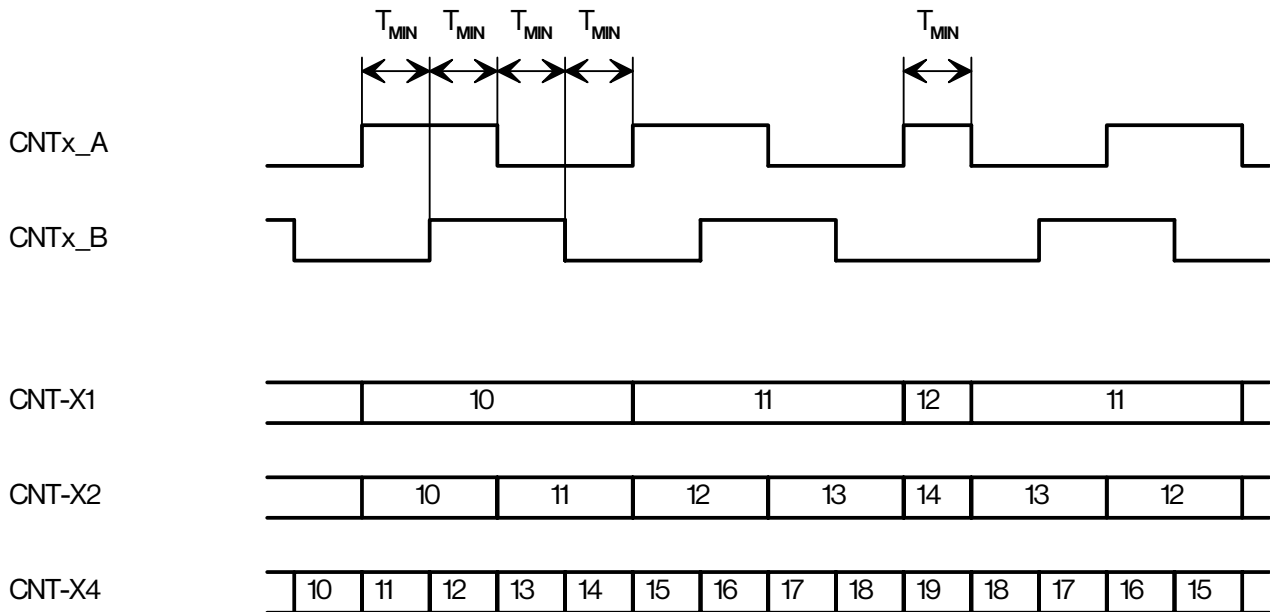 TMIN TMIN TMIN TMIN TMIN
CNTx_A
CNTx_B
CNT-X1 10 11 12 11
CNT-X2 10 11 12 13 14 13 12
CNT-X4 10 11 12 13 14 15 16 17 18 19 18 17 16 15